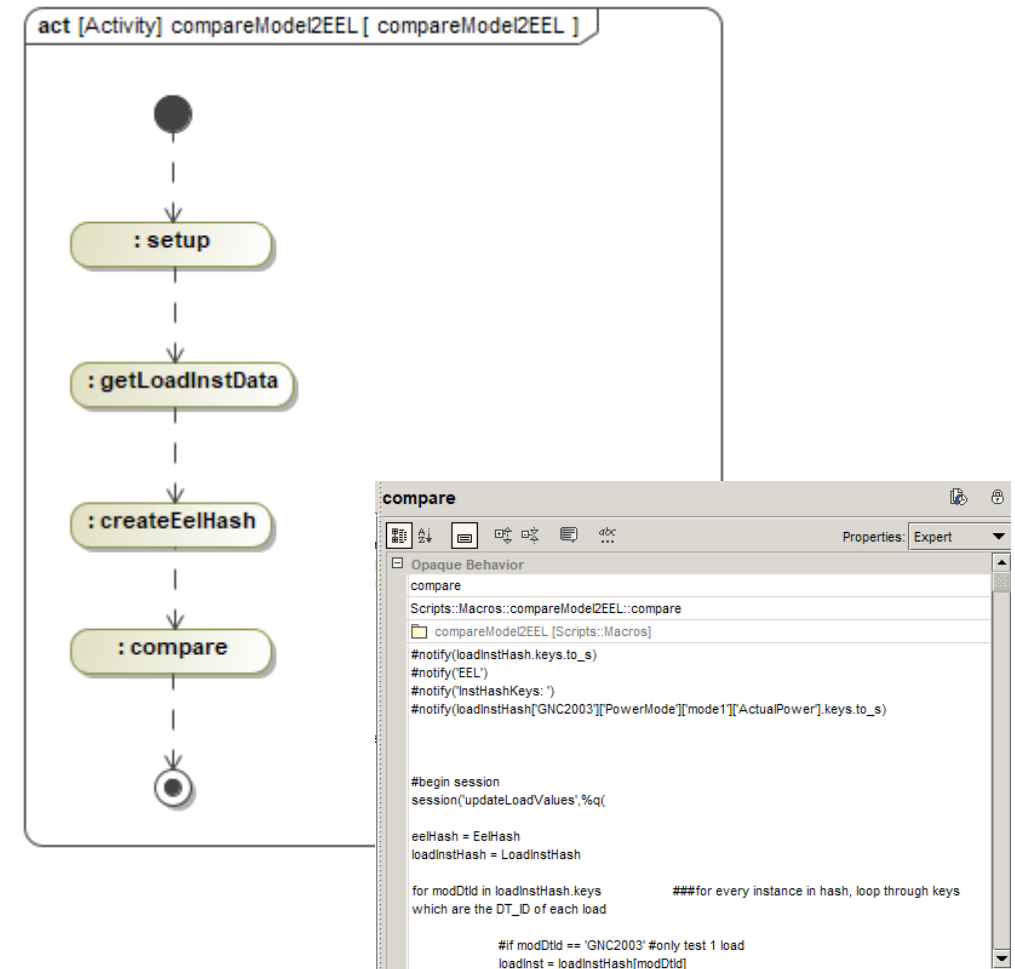 act [Activity] compareModel2EEL [ compareModel2EEL ]
: setup
: getLoadInstData
: createEelHash
: compare
compare
Properties: Expert
Opaque Behavior
compare
Scripts::Macros::compareModel2EEL::compare
compareModel2EEL [Scripts::Macros]
#notify(loadInstHash.keys.to_s)
#notify('EEL')
#notify('InstHashKeys: ')
#notify(loadInstHash['GNC2003']['PowerMode']['mode1']['ActualPower'].keys.to_s)
#begin session
session('updateLoadValues',%q(
eelHash = EelHash
loadInstHash = LoadInstHash
for modDtId in loadInstHash.keys ###for every instance in hash, loop through keys
which are the DT_ID of each load
#if modDtId == 'GNC2003' #only test 1 load
loadInst = loadInstHash[modDtId]